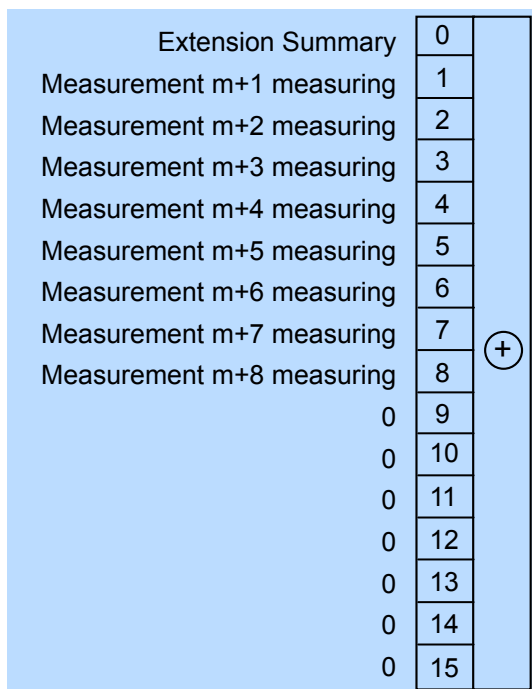 Extension Summary 0
Measurement m+1 measuring 1
Measurement m+2 measuring 2
Measurement m+3 measuring 3
Measurement m+4 measuring 4
Measurement m+5 measuring 5
Measurement m+6 measuring 6
Measurement m+7 measuring 7
+
Measurement m+8 measuring 8
0 9
0 10
0 11
0 12
0 13
0 14
0 15